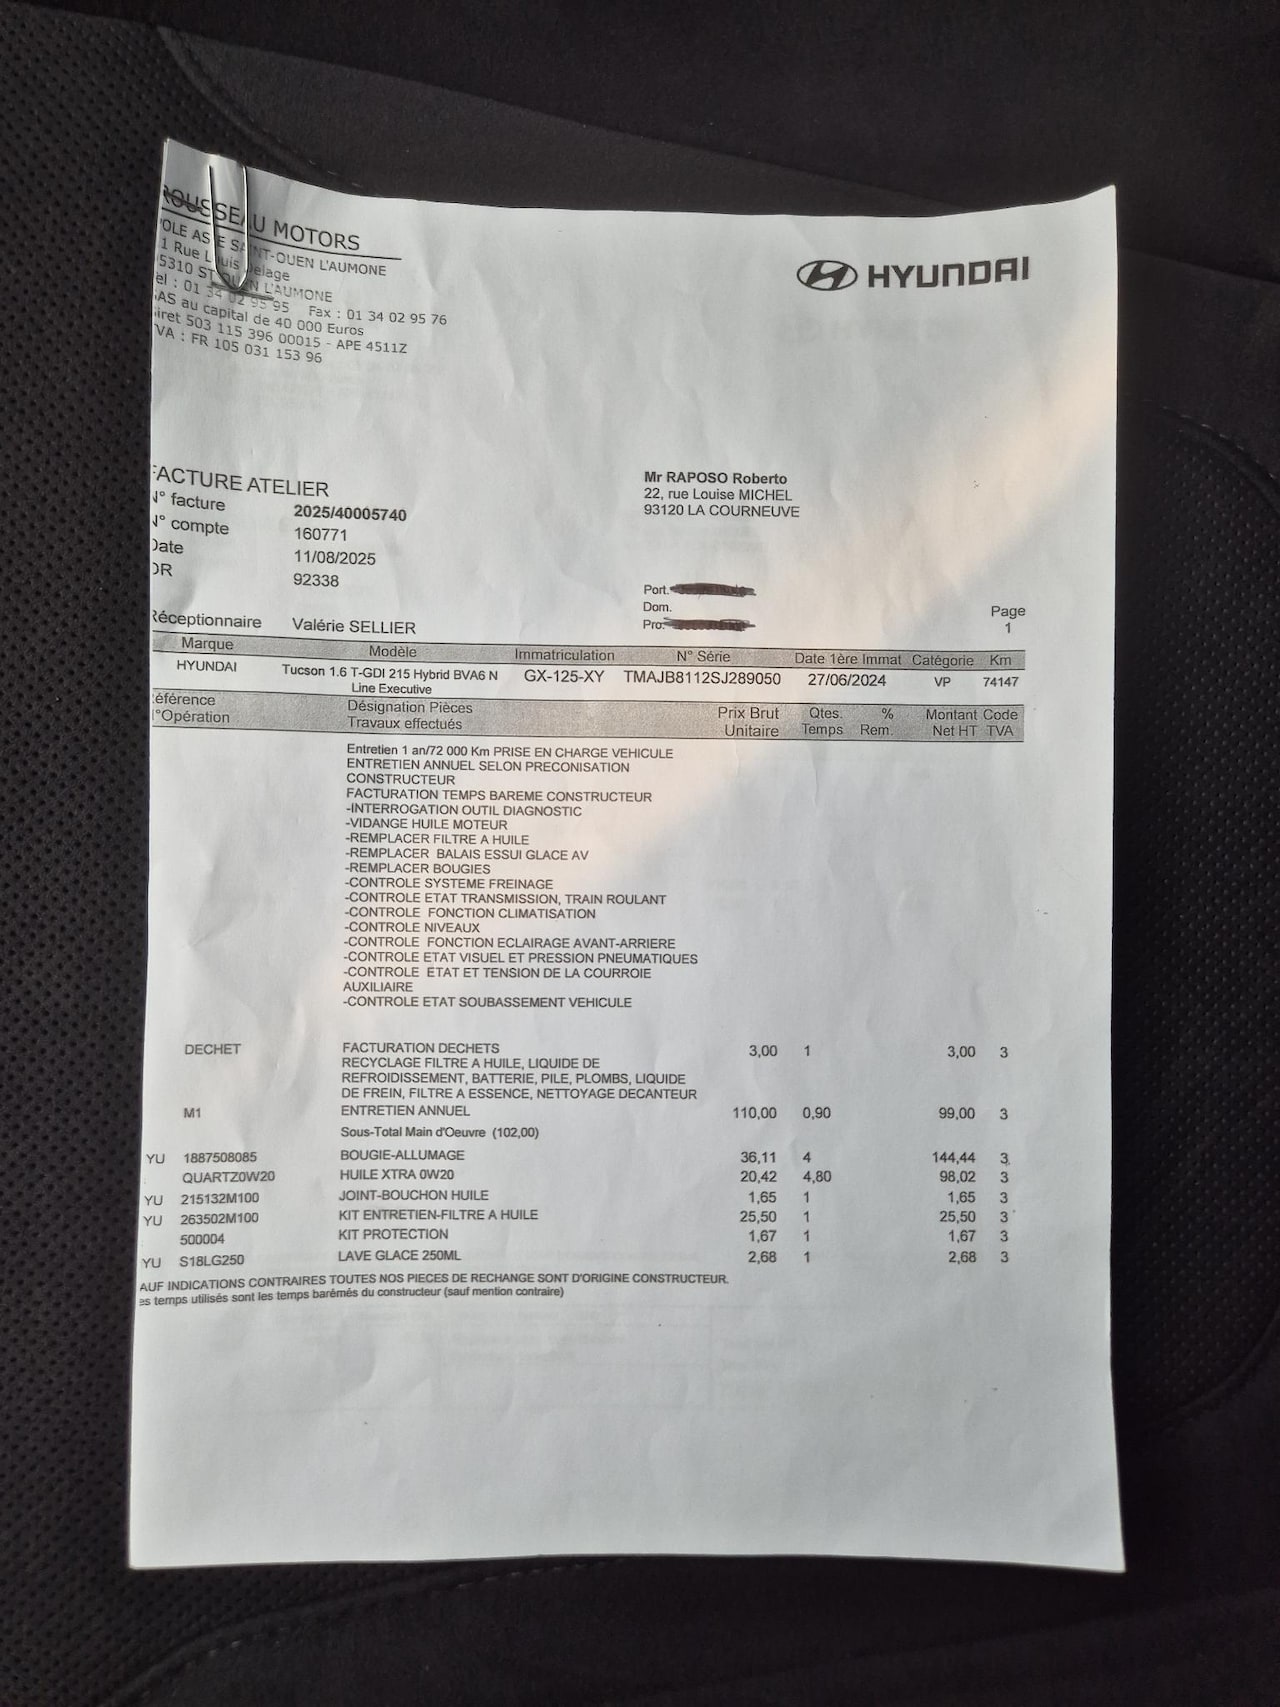 ROUSSEAU MOTORS
OLE AS E SAINT-OUEN L'AUMONE
1 Rue Louis Delage
5310 ST OUEN L'AUMONE
el : 01 34 02 95 95 Fax : 01 34 02 95 76
AS au capital de 40 000 Euros
iret 503 115 396 00015 - APE 4511Z
VA : FR 105 031 153 96
HYUNDAI
FACTURE ATELIER
N° facture 2025/40005740
N° compte 160771
Date 11/08/2025
OR 92338
Réceptionnaire Valérie SELLIER
Mr RAPOSO Roberto
22, rue Louise MICHEL
93120 LA COURNEUVE
Port.
Dom.
Pro:
Page
1
Marque Modèle Immatriculation N° Série Date 1ère Immat Catégorie Km
HYUNDAI Tucson 1.6 T-GDI 215 Hybrid BVA6 N GX-125-XY TMAJB8112SJ289050 27/06/2024 VP 74147
Line Executive
éférence Désignation Pièces Prix Brut Qtes. % Montant Code
'Opération Travaux effectués Unitaire Temps Rem. Net HT TVA
Entretien 1 an/72 000 Km PRISE EN CHARGE VEHICULE
ENTRETIEN ANNUEL SELON PRECONISATION
CONSTRUCTEUR
FACTURATION TEMPS BAREME CONSTRUCTEUR
-INTERROGATION OUTIL DIAGNOSTIC
-VIDANGE HUILE MOTEUR
-REMPLACER FILTRE A HUILE
-REMPLACER BALAIS ESSUI GLACE AV
-REMPLACER BOUGIES
-CONTROLE SYSTEME FREINAGE
-CONTROLE ETAT TRANSMISSION, TRAIN ROULANT
-CONTROLE FONCTION CLIMATISATION
-CONTROLE NIVEAUX
-CONTROLE FONCTION ECLAIRAGE AVANT-ARRIERE
-CONTROLE ETAT VISUEL ET PRESSION PNEUMATIQUES
-CONTROLE ETAT ET TENSION DE LA COURROIE
AUXILIAIRE
-CONTROLE ETAT SOUBASSEMENT VEHICULE
DECHET FACTURATION DECHETS 3,00 1 3,00 3
RECYCLAGE FILTRE A HUILE, LIQUIDE DE
REFROIDISSEMENT, BATTERIE, PILE, PLOMBS, LIQUIDE
DE FREIN, FILTRE A ESSENCE, NETTOYAGE DECANTEUR
M1 ENTRETIEN ANNUEL 110,00 0,90 99,00 3
Sous-Total Main d'Oeuvre (102,00)
YU 1887508085 BOUGIE-ALLUMAGE 36,11 4 144,44 3
QUARTZ0W20 HUILE XTRA 0W20 20,42 4,80 98,02 3
YU 215132M100 JOINT-BOUCHON HUILE 1,65 1 1,65 3
YU 263502M100 KIT ENTRETIEN-FILTRE A HUILE 25,50 1 25,50 3
500004 KIT PROTECTION 1,67 1 1,67 3
YU S18LG250 LAVE GLACE 250ML 2,68 1 2,68 3
AUF INDICATIONS CONTRAIRES TOUTES NOS PIECES DE RECHANGE SONT D'ORIGINE CONSTRUCTEUR.
es temps utilisés sont les temps barémés du constructeur (sauf mention contraire)